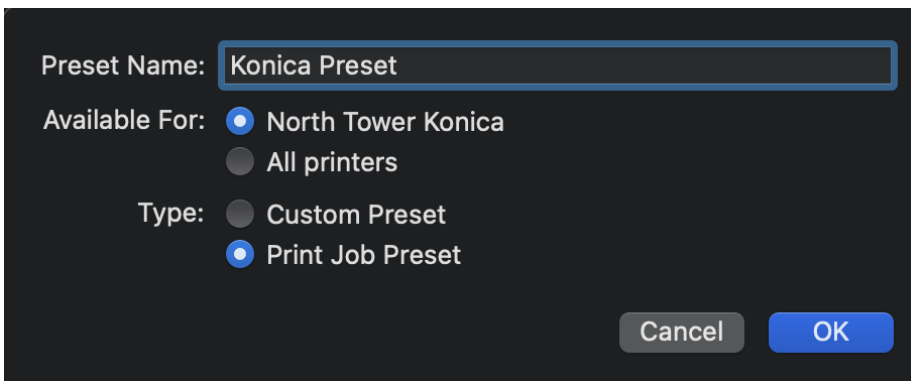 Preset Name: Konica Preset
Available For: North Tower Konica
All printers
Type: Custom Preset
Print Job Preset
Cancel OK